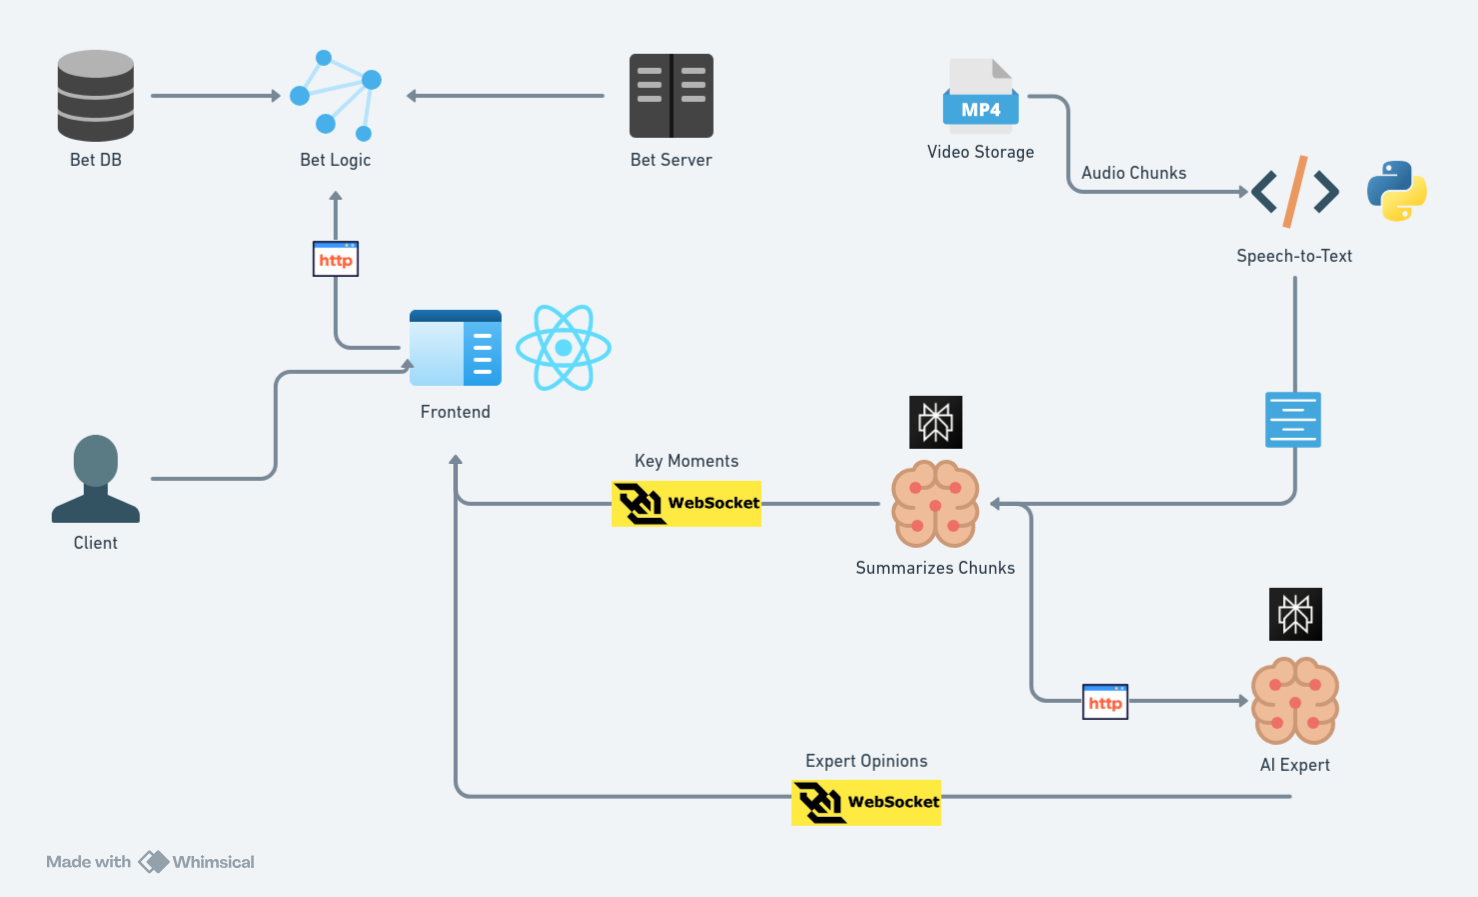 Bet DB
Bet Logic
Bet Server
MP4
Video Storage
Audio Chunks
Speech-to-Text
http
Frontend
Client
Key Moments
WebSocket
Summarizes Chunks
http
AI Expert
Expert Opinions
WebSocket
Made with Whimsical